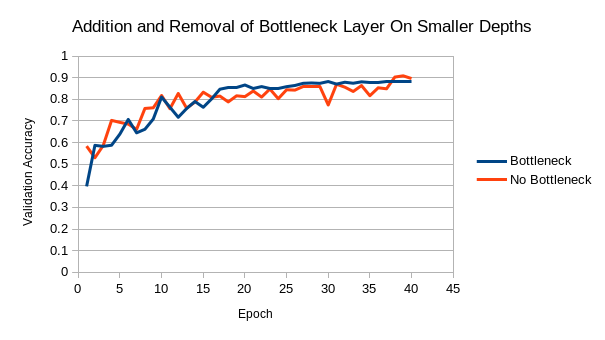 Addition and Removal of Bottleneck Layer On Smaller Depths
1
0.9
0.8
0.7
0.6
0.5
0.4
0.3
0.2
0.1
0
Validation Accuracy
0 5 10 15 20 25 30 35 40 45
Epoch
Bottleneck
No Bottleneck